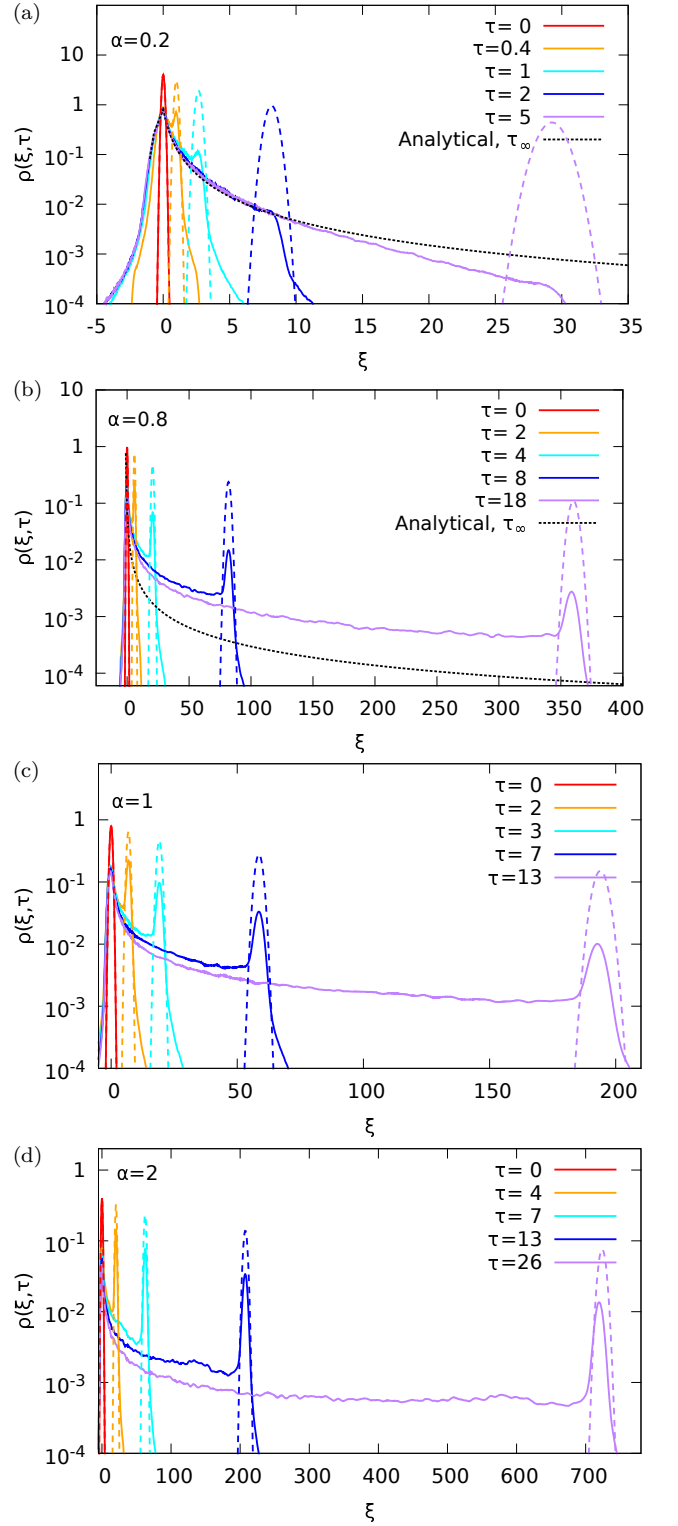 (a)
α=0.2
τ= 0
τ=0.4
τ= 1
τ= 2
τ= 5
Analytical, τ∞
ρ(ξ,τ)
10
1
10-1
10-2
10-3
10-4
-5 0 5 10 15 20 25 30 35
ξ
(b)
α=0.8
τ= 0
τ= 2
τ= 4
τ= 8
τ=18
Analytical, τ∞
ρ(ξ,τ)
10
1
10-1
10-2
10-3
10-4
0 50 100 150 200 250 300 350 400
ξ
(c)
α=1
τ= 0
τ= 2
τ= 3
τ= 7
τ=13
ρ(ξ,τ)
1
10-1
10-2
10-3
10-4
0 50 100 150 200
ξ
(d)
α=2
τ= 0
τ= 4
τ= 7
τ=13
τ=26
ρ(ξ,τ)
1
10-1
10-2
10-3
10-4
0 100 200 300 400 500 600 700
ξ